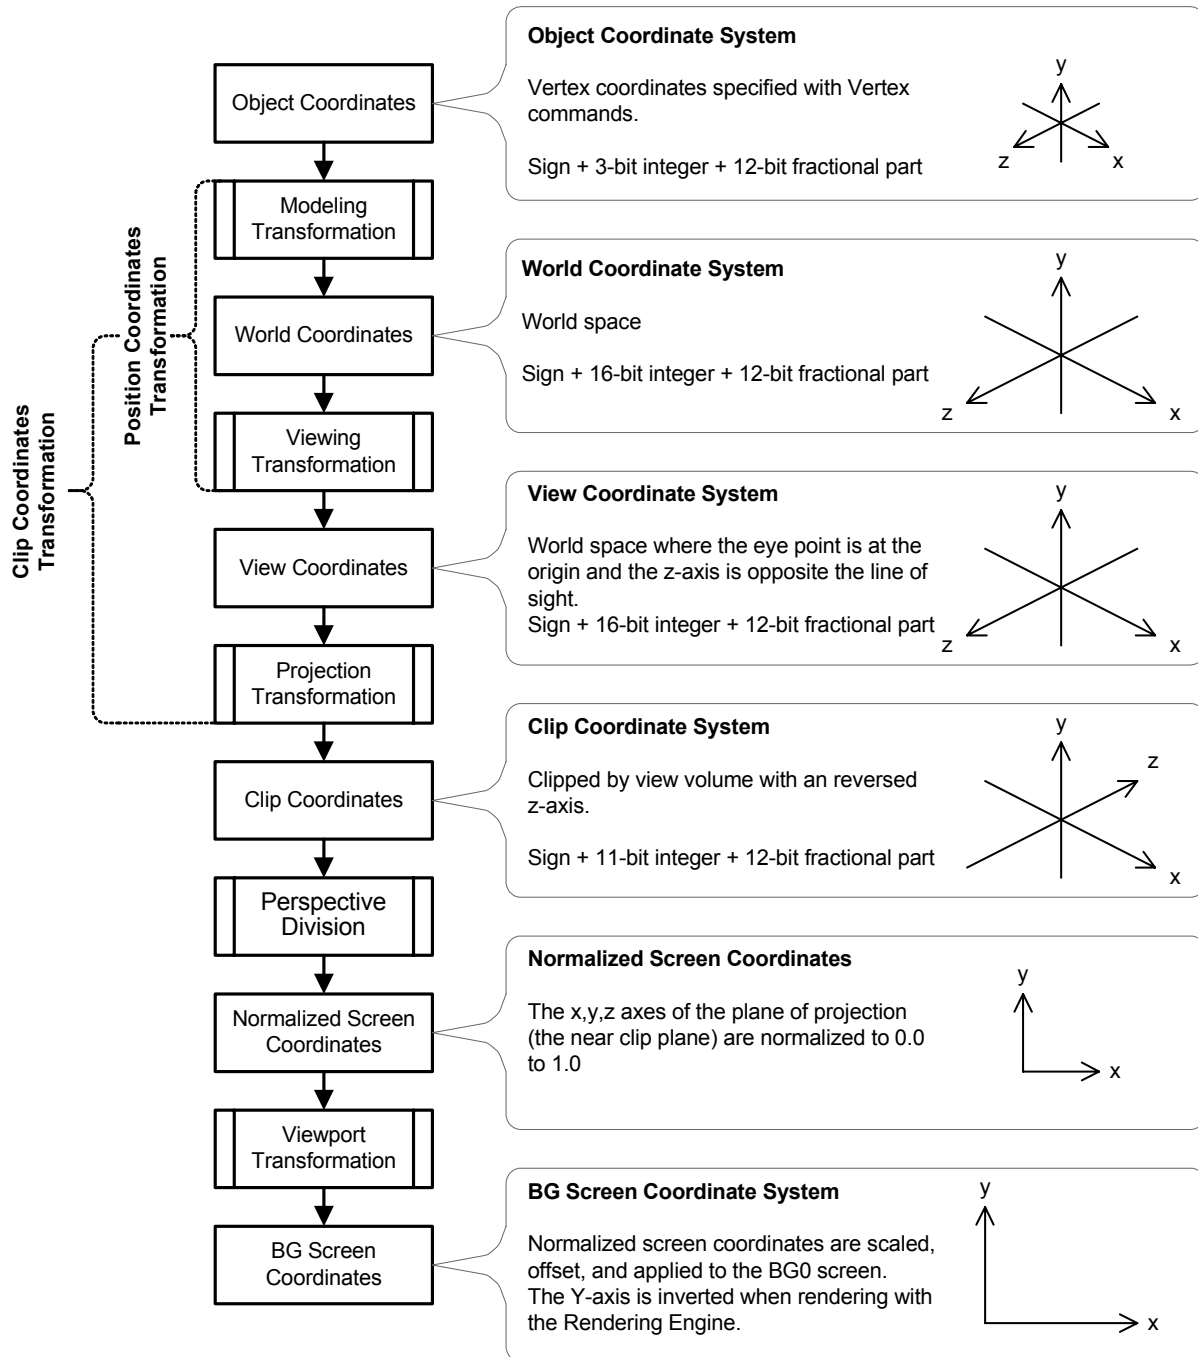 Object Coordinate System
Vertex coordinates specified with Vertex
commands.
Sign + 3-bit integer + 12-bit fractional part
y
z
x
Object Coordinates
Modeling
Transformation
World Coordinate System
World space
Sign + 16-bit integer + 12-bit fractional part
y
z
x
World Coordinates
Position Coordinates
Transformation
Viewing
Transformation
Clip Coordinates
Transformation
View Coordinate System
World space where the eye point is at the
origin and the z-axis is opposite the line of
sight.
Sign + 16-bit integer + 12-bit fractional part
y
z
x
View Coordinates
Projection
Transformation
Clip Coordinate System
Clipped by view volume with an reversed
z-axis.
Sign + 11-bit integer + 12-bit fractional part
y
z
x
Clip Coordinates
Perspective
Division
Normalized Screen Coordinates
The x,y,z axes of the plane of projection
(the near clip plane) are normalized to 0.0
to 1.0
y
x
Normalized Screen
Coordinates
Viewport
Transformation
BG Screen Coordinate System
Normalized screen coordinates are scaled,
offset, and applied to the BG0 screen.
The Y-axis is inverted when rendering with
the Rendering Engine.
y
x
BG Screen
Coordinates